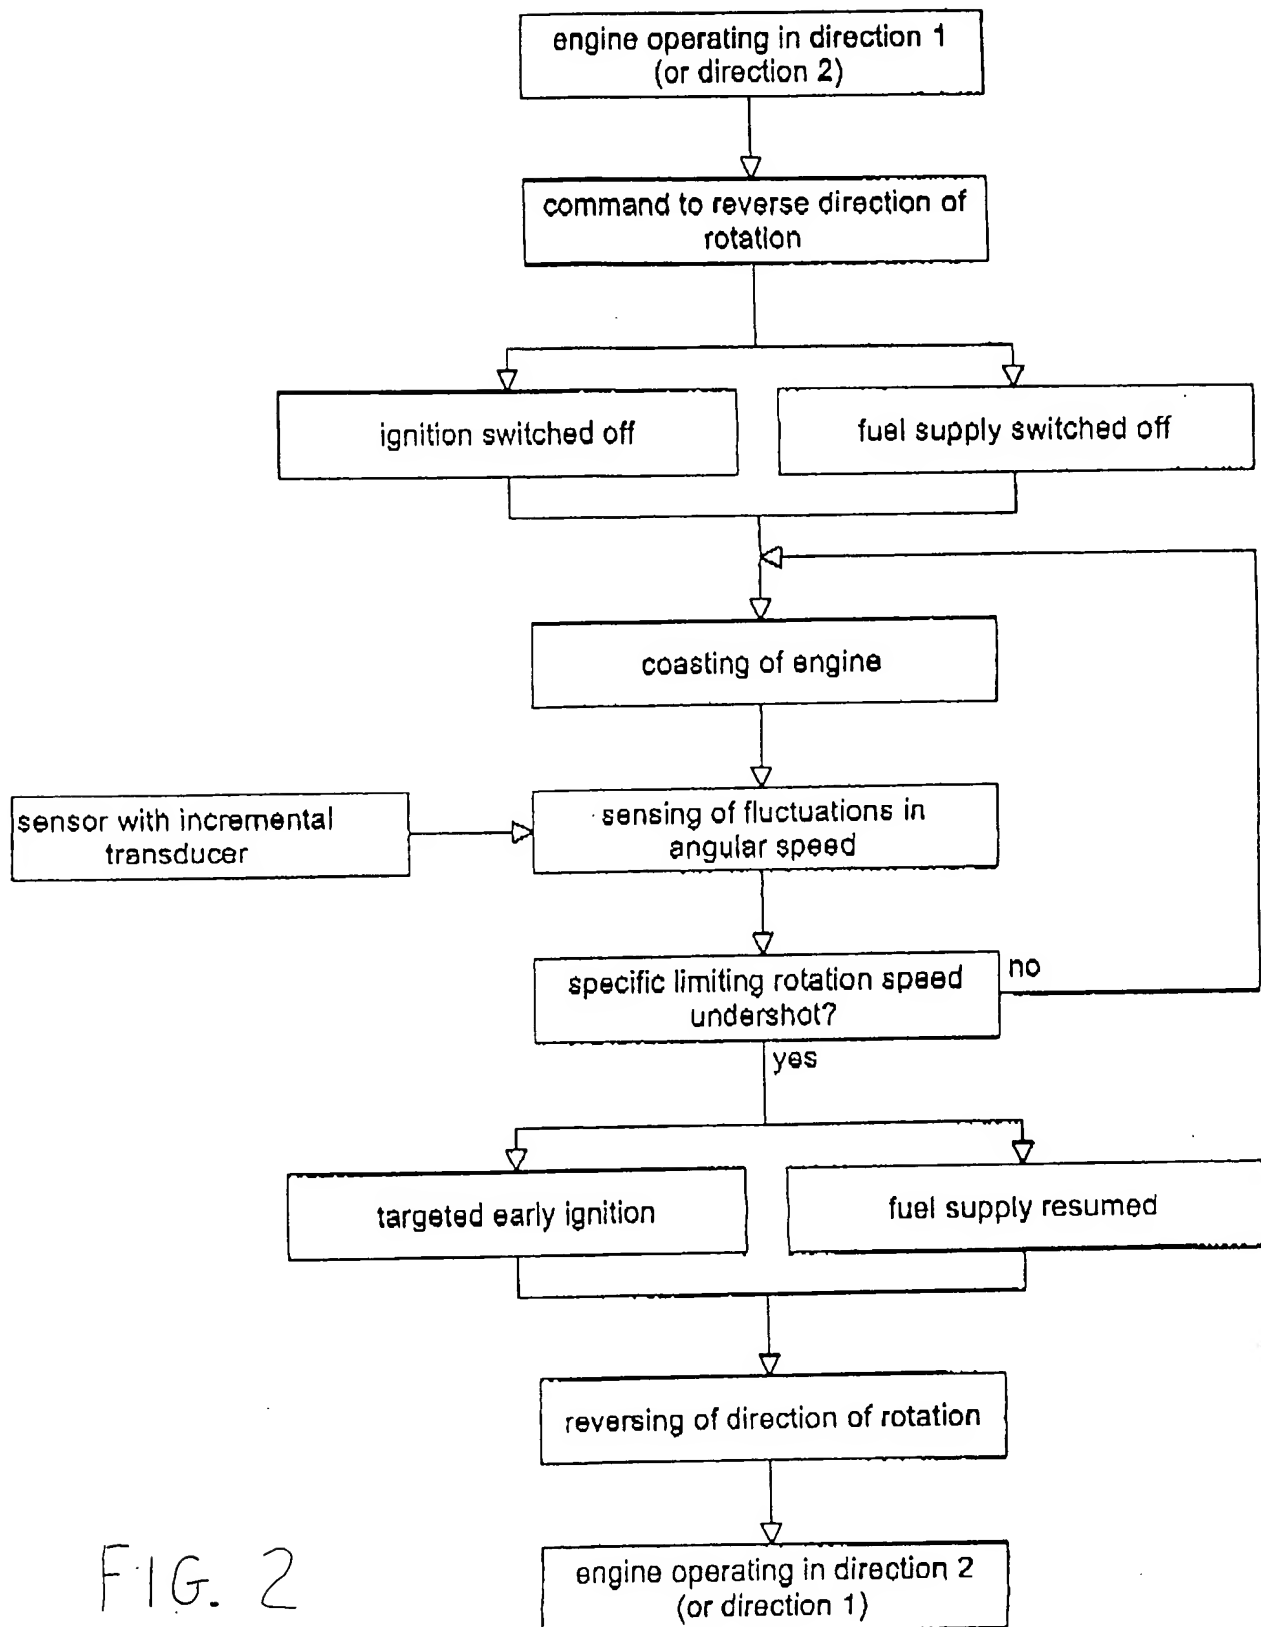 engine operating in direction 1
(or direction 2)
command to reverse direction of
rotation
ignition switched off
fuel supply switched off
coasting of engine
sensor with incremental
transducer
sensing of fluctuations in
angular speed
specific limiting rotation speed
undershot?
no
yes
targeted early ignition
fuel supply resumed
reversing of direction of rotation
engine operating in direction 2
(or direction 1)
FIG. 2